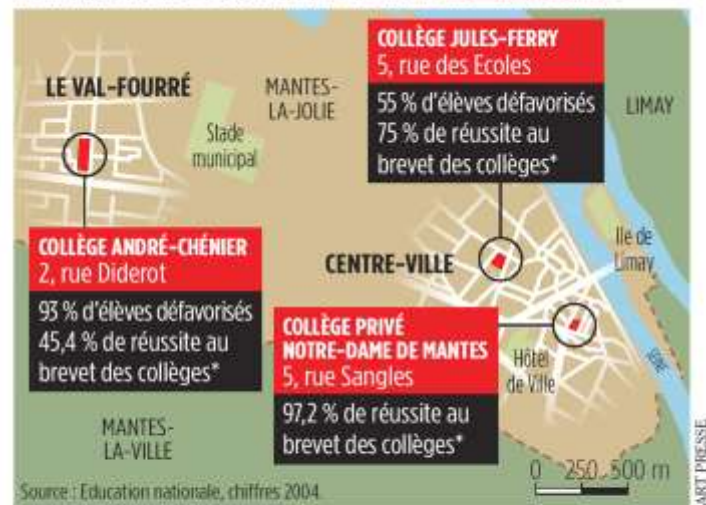 LE VAL-FOURRÉ
MANTES-
LA-JOLIE
Stade
municipal
COLLÈGE JULES-FERRY
5, rue des Ecoles
55 % d'élèves défavorisés
75 % de réussite au
brevet des collèges*
LIMAY
COLLÈGE ANDRÉ-CHÉNIER
2, rue Diderot
93 % d'élèves défavorisés
45,4 % de réussite au
brevet des collèges*
CENTRE-VILLE
Ile de
Limay
COLLÈGE PRIVÉ
NOTRE-DAME DE MANTES
5, rue Sangles
97,2 % de réussite au
brevet des collèges*
Hôtel
de Ville
Seine
MANTES-
LA-VILLE
0 250 500 m
Source : Education nationale, chiffres 2004.
ART PRESSE